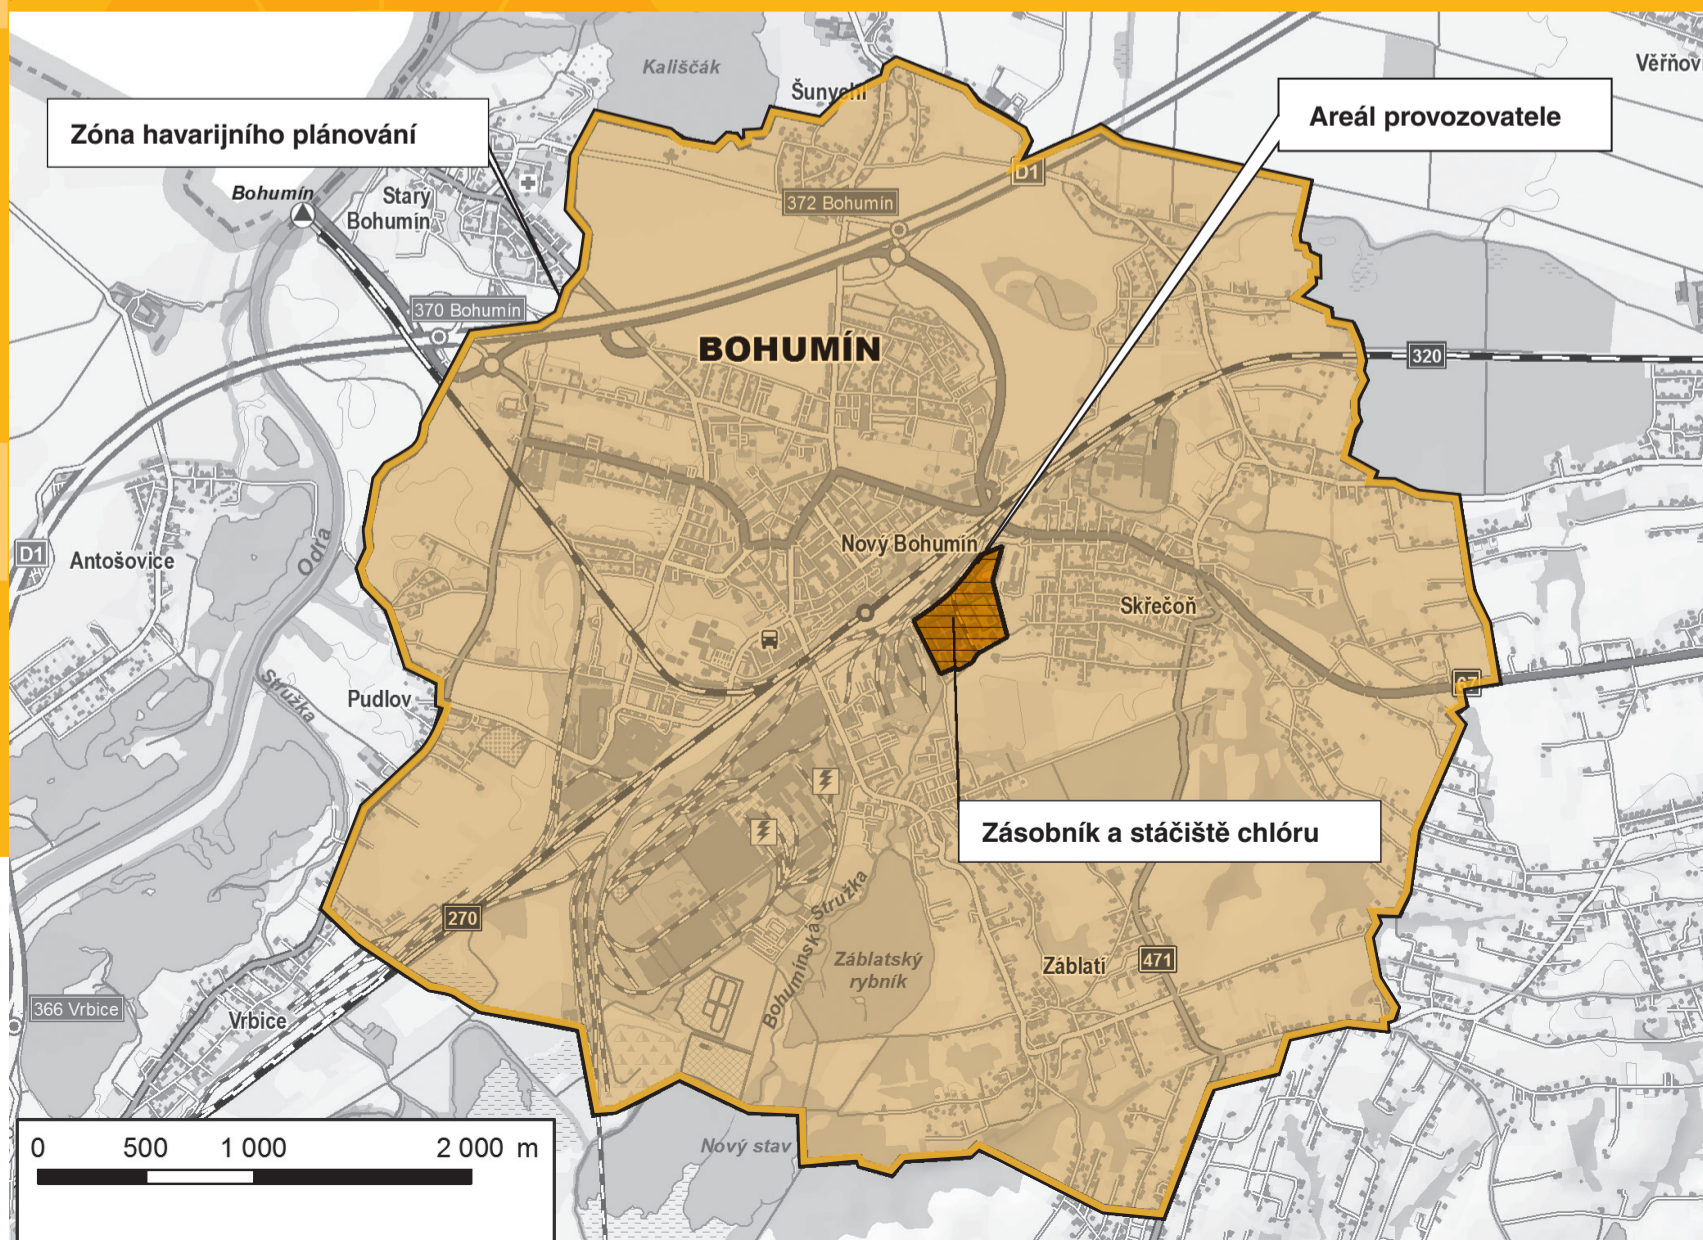 Kališčák
Šunychl
Věřňov
Zóna havarijního plánování
Areál provozovatele
D1
Bohumín
Starý
Bohumín
372 Bohumín
370 Bohumín
BOHUMÍN
320
Nový Bohumín
D1
Antošovice
Odra
Skřečoň
Stružka
Pudlov
67
Zásobník a stáčiště chlóru
270
Bohumínská Stružka
Záblatský
rybník
Záblatí
471
366 Vrbice
Vrbice
Nový stav
0 500 1 000 2 000 m